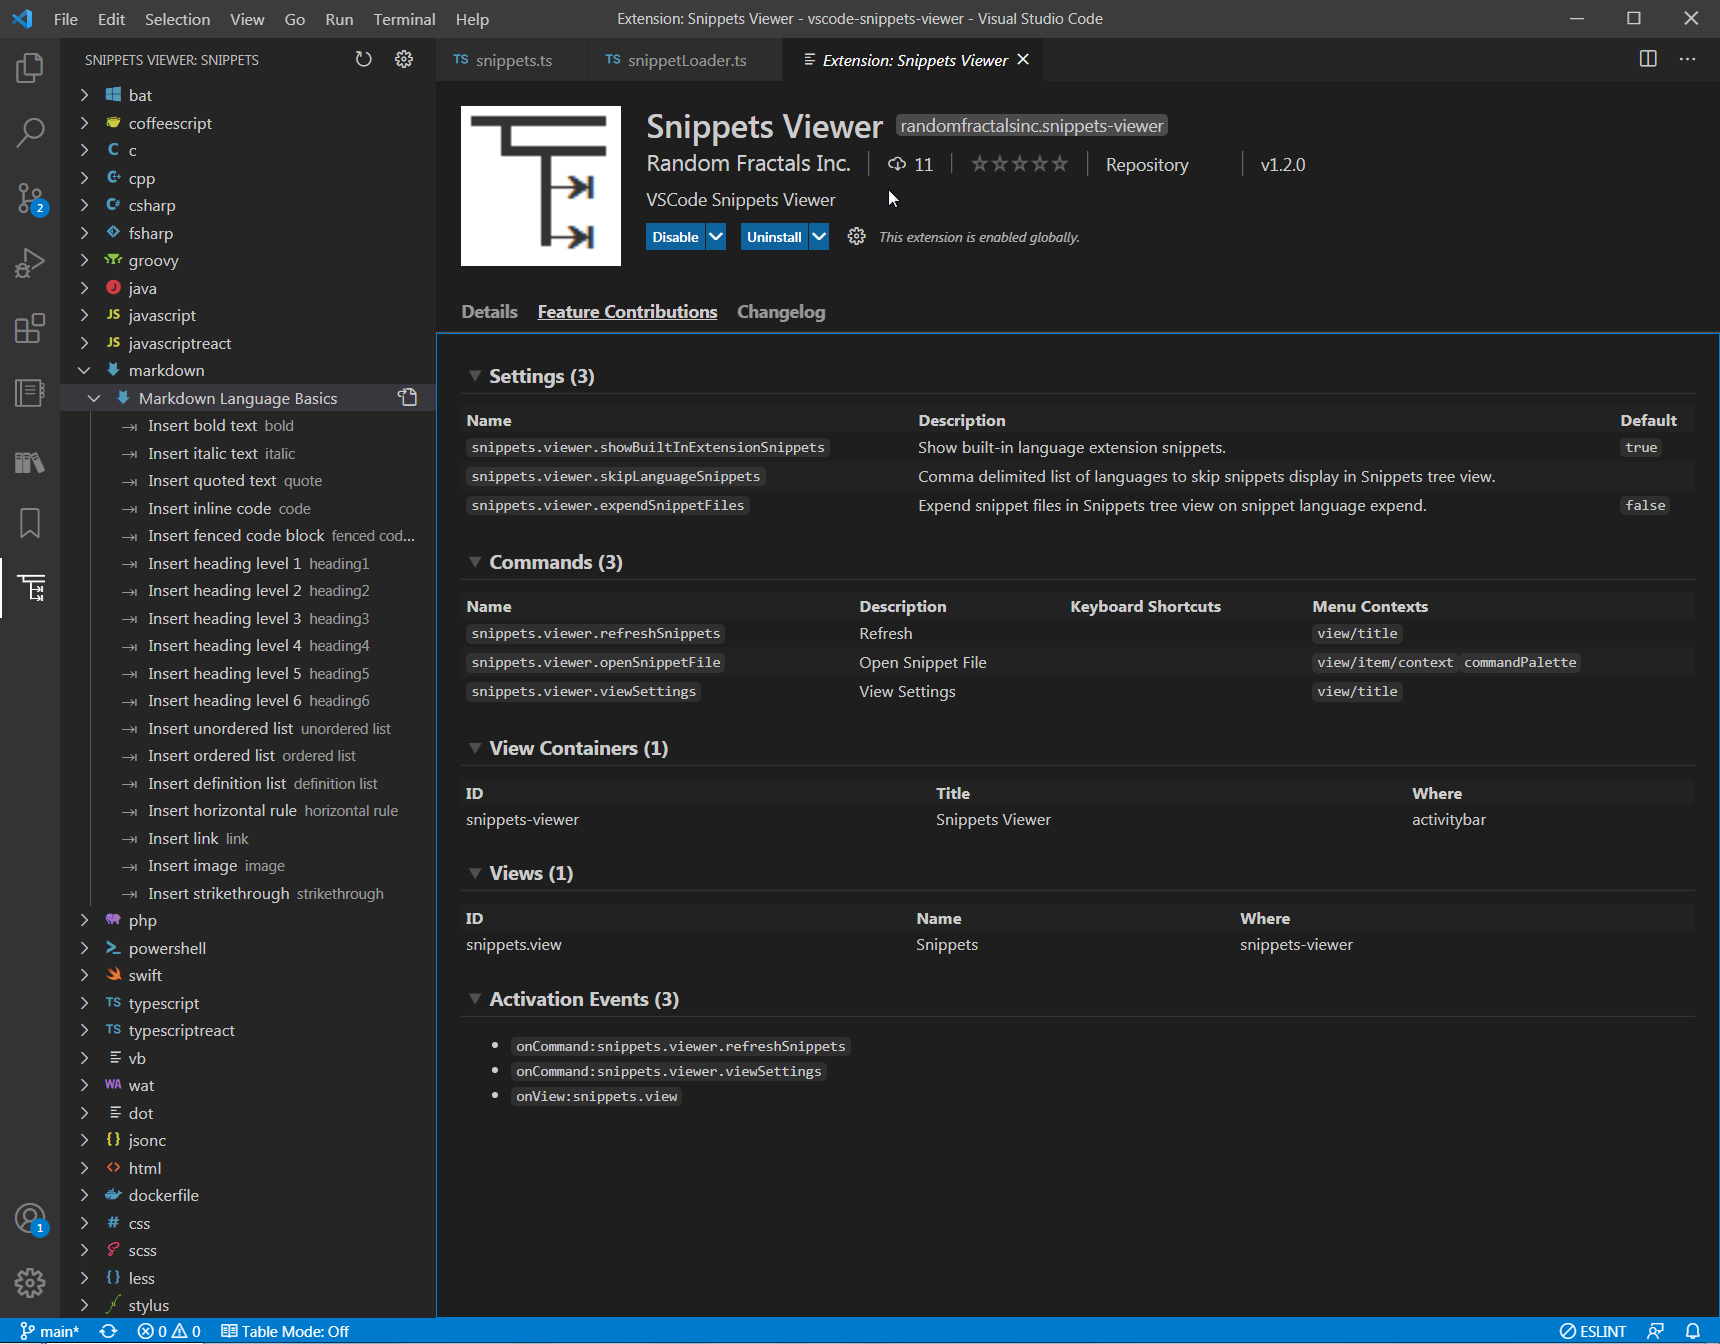 File Edit Selection View Go Run Terminal Help Extension: Snippets Viewer - vscode-snippets-viewer - Visual Studio Code
SNIPPETS VIEWER: SNIPPETS
TS snippets.ts TS snippetLoader.ts Extension: Snippets Viewer
bat
coffeescript
C c
cpp
csharp
fsharp
groovy
J java
JS javascript
JS javascriptreact
markdown
Markdown Language Basics
Insert bold text bold
Insert italic text italic
Insert quoted text quote
Insert inline code code
Insert fenced code block fenced cod...
Insert heading level 1 heading1
Insert heading level 2 heading2
Insert heading level 3 heading3
Insert heading level 4 heading4
Insert heading level 5 heading5
Insert heading level 6 heading6
Insert unordered list unordered list
Insert ordered list ordered list
Insert definition list definition list
Insert horizontal rule horizontal rule
Insert link link
Insert image image
Insert strikethrough strikethrough
php
powershell
swift
TS typescript
TS typescriptreact
vb
WA wat
dot
{} jsonc
<> html
dockerfile
# css
scss
{} less
stylus
2
1
Snippets Viewer randomfractalsinc.snippets-viewer
Random Fractals Inc. 11 Repository v1.2.0
VSCode Snippets Viewer
Disable Uninstall This extension is enabled globally.
Details Feature Contributions Changelog
Settings (3)
Name Description Default
snippets.viewer.showBuiltInExtensionSnippets Show built-in language extension snippets. true
snippets.viewer.skipLanguageSnippets Comma delimited list of languages to skip snippets display in Snippets tree view.
snippets.viewer.expendSnippetFiles Expend snippet files in Snippets tree view on snippet language expend. false
Commands (3)
Name Description Keyboard Shortcuts Menu Contexts
snippets.viewer.refreshSnippets Refresh view/title
snippets.viewer.openSnippetFile Open Snippet File view/item/context commandPalette
snippets.viewer.viewSettings View Settings view/title
View Containers (1)
ID Title Where
snippets-viewer Snippets Viewer activitybar
Views (1)
ID Name Where
snippets.view Snippets snippets-viewer
Activation Events (3)
onCommand:snippets.viewer.refreshSnippets
onCommand:snippets.viewer.viewSettings
onView:snippets.view
main* 0 0 Table Mode: Off ESLINT